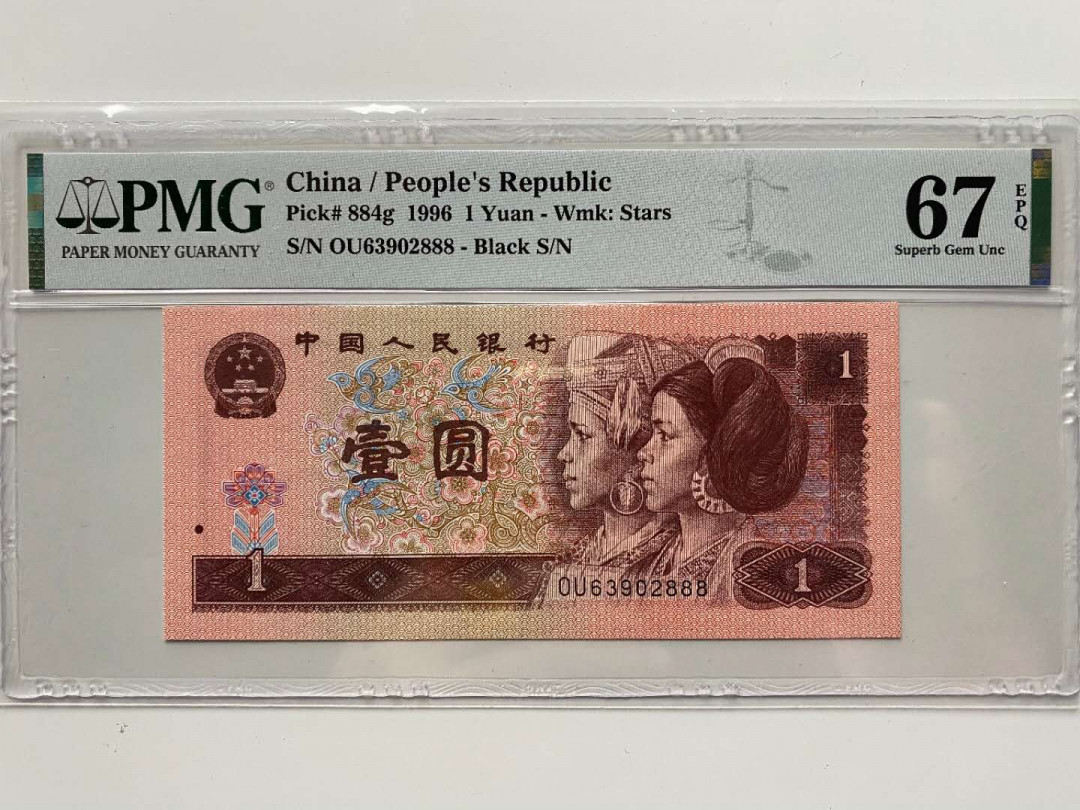 PMG®
PAPER MONEY GUARANTY
China / People's Republic
Pick# 884g 1996 1 Yuan - Wmk: Stars
S/N OU63902888 - Black S/N
67
EPQ
Superb Gem Unc
中国人民银行
1
壹圆
1
OU63902888
1